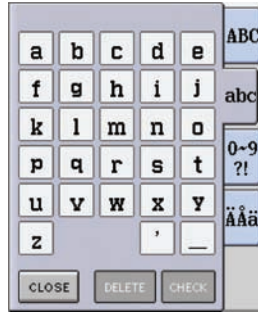 a b c d e
f g h i j
k l m n o
p q r s t
u v w x y
z ' _
CLOSE DELETE CHECK
ABC
abc
0~9
?!
ÄÅä